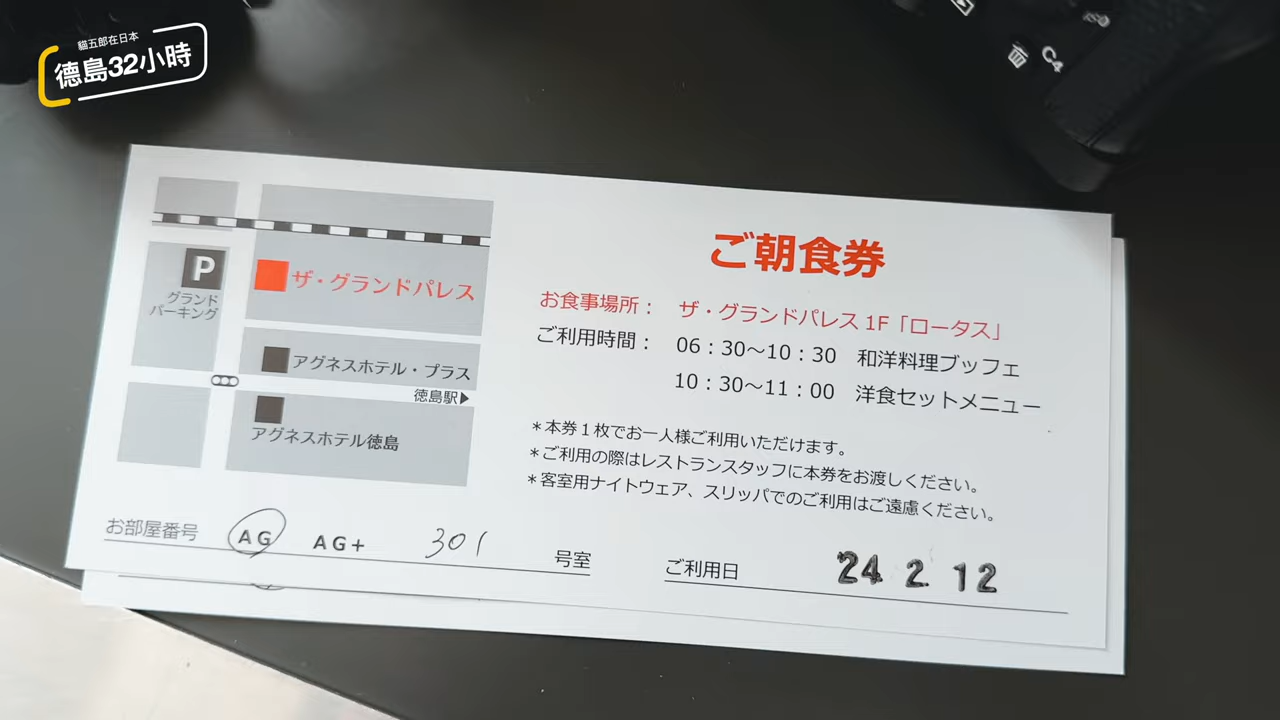 貓五郎在日本
徳島32小時
C4
P
グランド
パーキング
ザ・グランドパレス
アグネスホテル・プラス
徳島駅▶
アグネスホテル徳島
ご朝食券
お食事場所： ザ・グランドパレス 1F「ロータス」
ご利用時間： 06：30～10：30 和洋料理ブッフェ
10：30～11：00 洋食セットメニュー
＊本券１枚でお一人様ご利用いただけます。
＊ご利用の際はレストランスタッフに本券をお渡しください。
＊客室用ナイトウェア、スリッパでのご利用はご遠慮ください。
お部屋番号 AG AG+ 301 号室
ご利用日 24 2 12